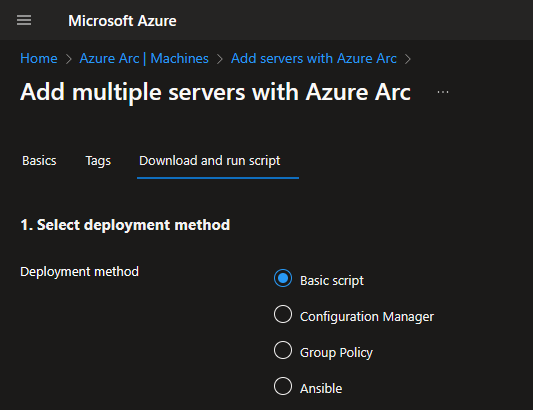 Microsoft Azure
Home > Azure Arc | Machines > Add servers with Azure Arc >
Add multiple servers with Azure Arc ...
Basics Tags Download and run script
1. Select deployment method
Deployment method
Basic script
Configuration Manager
Group Policy
Ansible